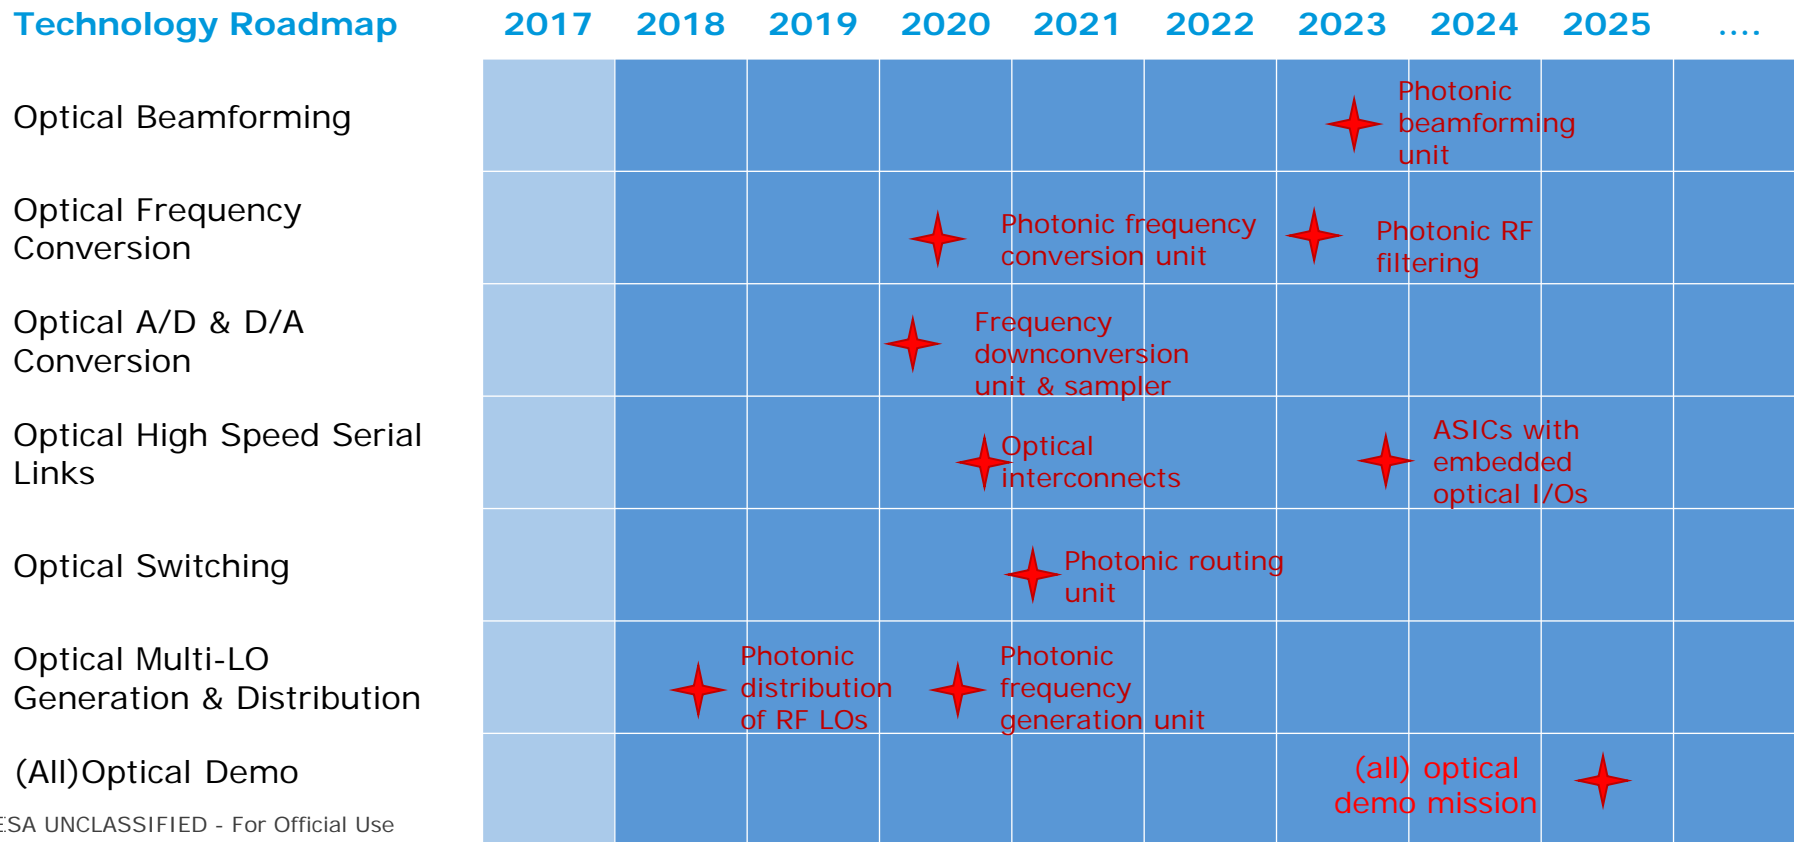 Technology Roadmap 2017 2018 2019 2020 2021 2022 2023 2024 2025 ....
Optical Beamforming
Photonic
beamforming
unit
Optical Frequency
Conversion
Photonic frequency
conversion unit
Photonic RF
filtering
Optical A/D & D/A
Conversion
Frequency
downconversion
unit & sampler
Optical High Speed Serial
Links
Optical
interconnects
ASICs with
embedded
optical I/Os
Optical Switching
Photonic routing
unit
Optical Multi-LO
Generation & Distribution
Photonic
distribution
of RF LOs
Photonic
frequency
generation unit
(All)Optical Demo
(all) optical
demo mission
ESA UNCLASSIFIED - For Official Use